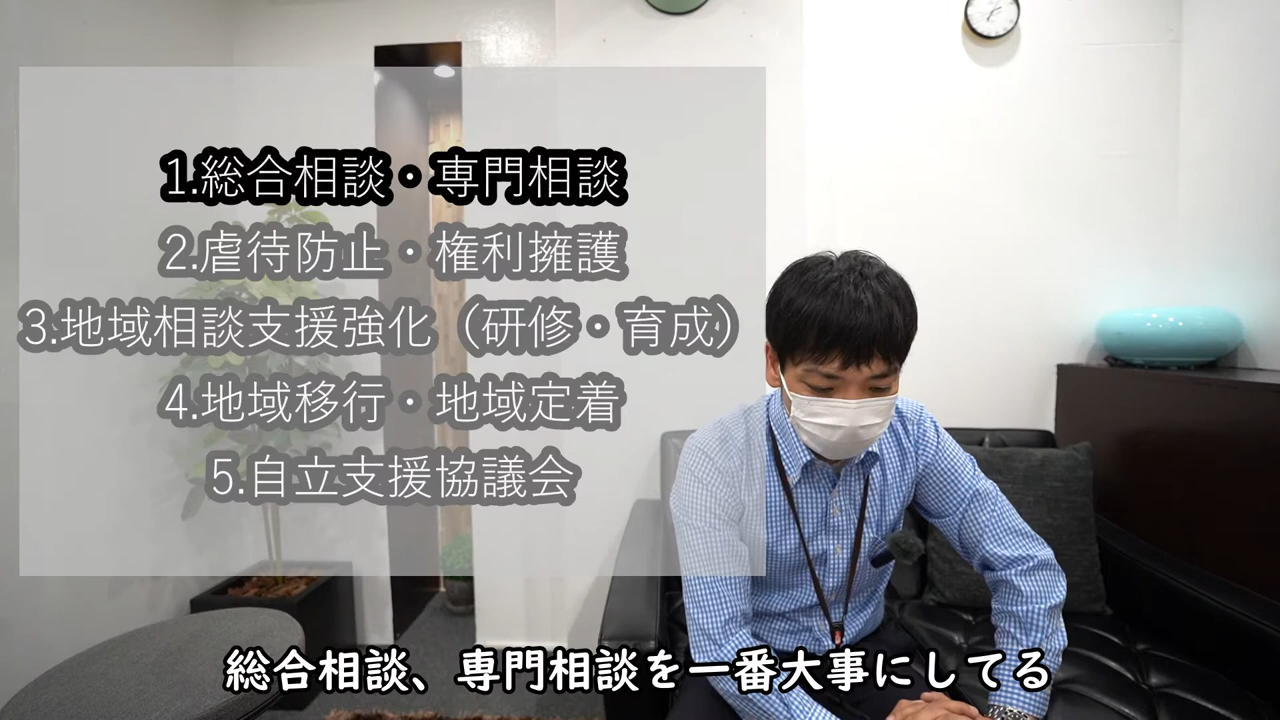 1.総合相談・専門相談
2.虐待防止・権利擁護
3.地域相談支援強化（研修・育成）
4.地域移行・地域定着
5.自立支援協議会
総合相談、専門相談を一番大事にしてる